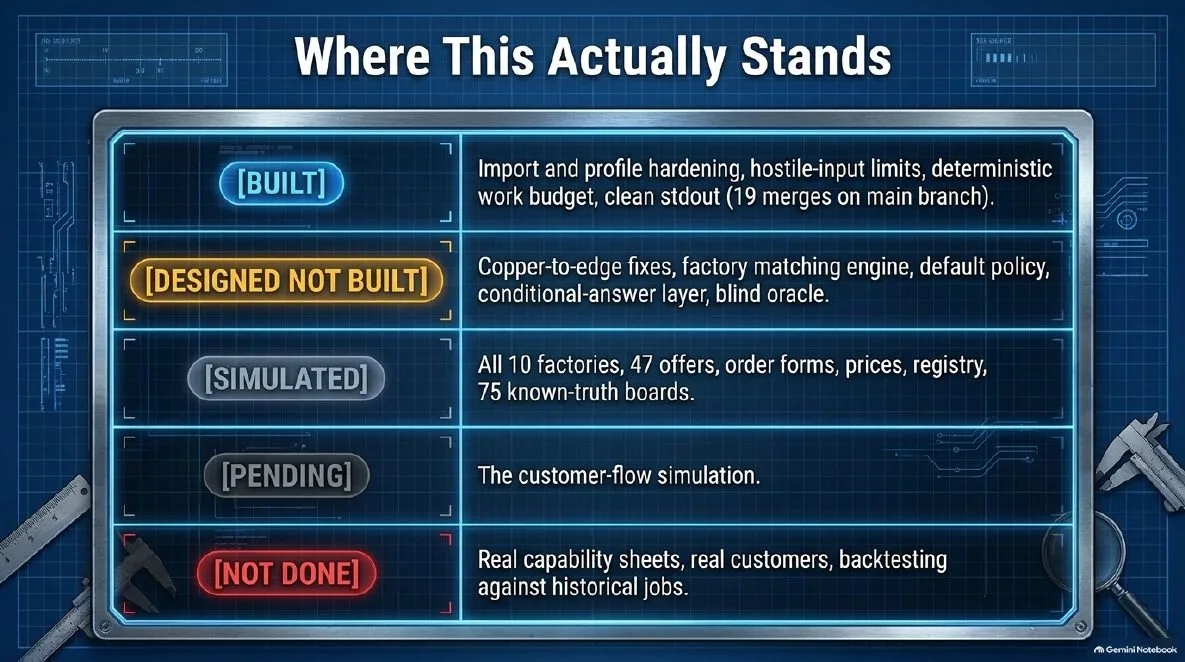 Where This Actually Stands
[BUILT]
Import and profile hardening, hostile-input limits, deterministic
work budget, clean stdout (19 merges on main branch).
[DESIGNED NOT BUILT]
Copper-to-edge fixes, factory matching engine, default policy,
conditional-answer layer, blind oracle.
[SIMULATED]
All 10 factories, 47 offers, order forms, prices, registry,
75 known-truth boards.
[PENDING]
The customer-flow simulation.
[NOT DONE]
Real capability sheets, real customers, backtesting
against historical jobs.
Gemini Notebook